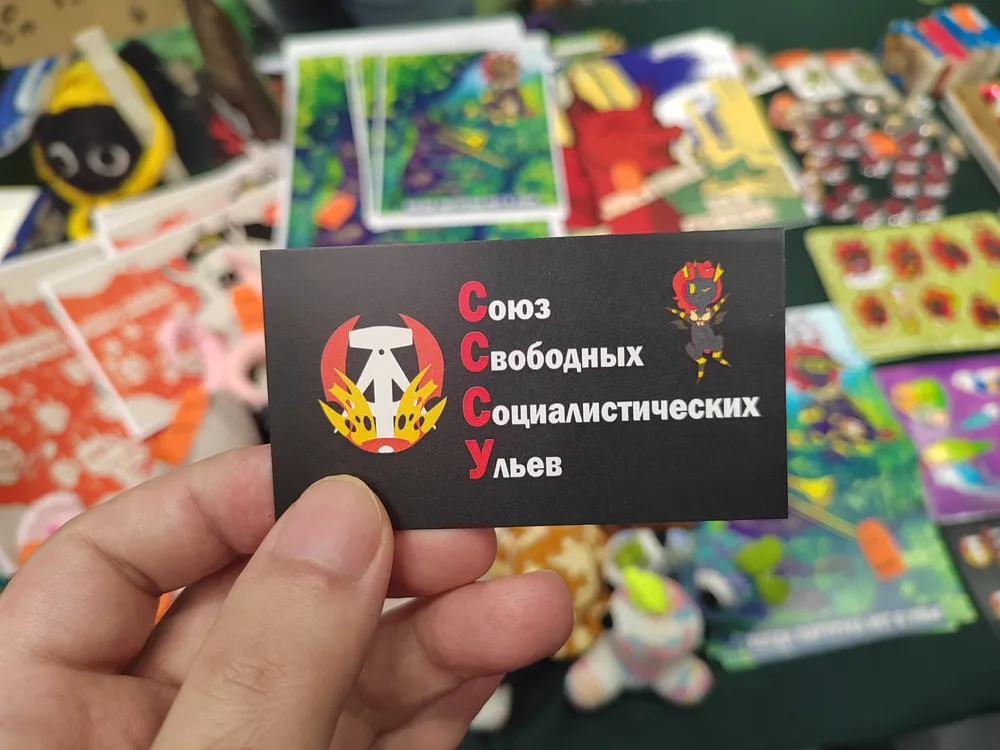 Союз
Свободных
Социалистических
Ульев